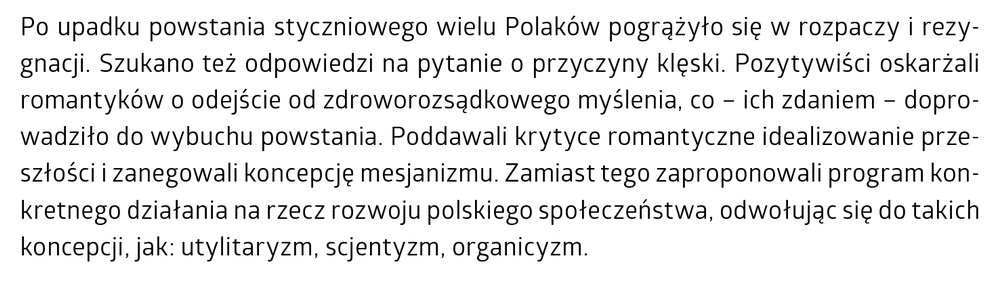 Po upadku powstania styczniowego wielu Polaków pogrążyło się w rozpaczy i rezy-
gnacji. Szukano też odpowiedzi na pytanie o przyczyny klęski. Pozytywiści oskarżali
romantyków o odejście od zdroworozsądkowego myślenia, co – ich zdaniem – dopro-
wadziło do wybuchu powstania. Poddawali krytyce romantyczne idealizowanie prze-
szłości i zanegowali koncepcję mesjanizmu. Zamiast tego zaproponowali program kon-
kretnego działania na rzecz rozwoju polskiego społeczeństwa, odwołując się do takich
koncepcji, jak: utylitaryzm, scjentyzm, organicyzm.